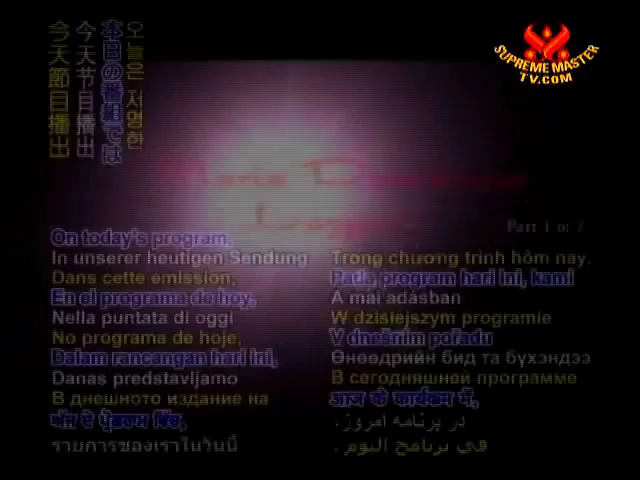 오늘은 저명한
本日の番組では
今天节目播出
今天節目播出
SUPREME MASTER
TV.COM
Part 1 of 2
On today's program,
In unserer heutigen Sendung
Dans cette émission,
En el programa de hoy,
Nella puntata di oggi
No programa de hoje,
Dalam rancangan hari ini,
Danas predstavljamo
В днешното издание на
ਅੱਜ ਦੇ ਪ੍ਰੋਗਰਾਮ ਵਿੱਚ,
รายการของเราในวันนี้
Trong chương trình hôm nay,
Pada program hari ini, kami
A mai adásban
W dzisiejszym programie
V dnešním pořadu
Өнөөдрийн бид та бүхэндээ
В сегодняшней программе
आज के कार्यक्रम में,
در برنامه امروز،
في برنامج اليوم،